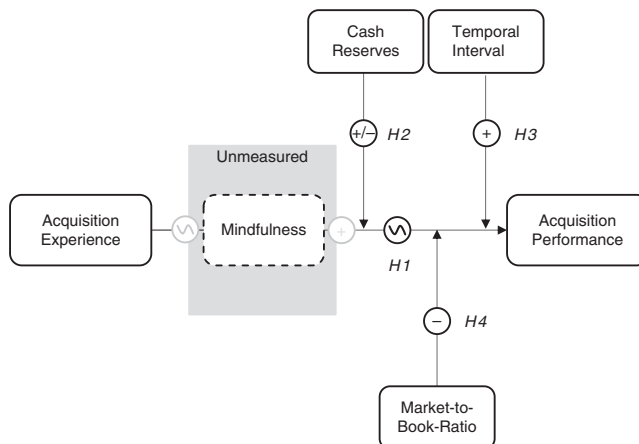 Cash
Reserves
Temporal
Interval
+/−
H2
+
H3
Unmeasured
Acquisition
Experience
Mindfulness
+
H1
Acquisition
Performance
−
H4
Market-to-
Book-Ratio